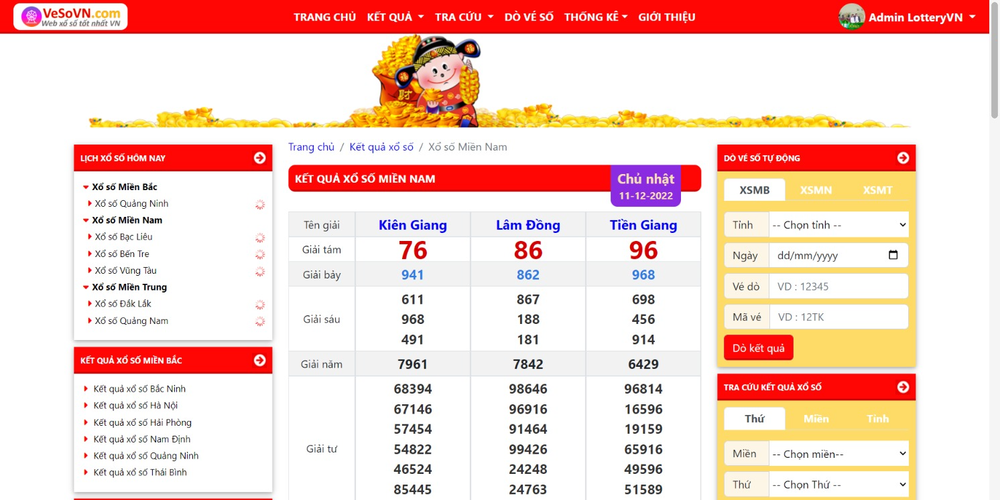 VeSoVN.com
Web xổ số tốt nhất VN
TRANG CHỦ KẾT QUẢ TRA CỨU DÒ VÉ SỐ THỐNG KÊ GIỚI THIỆU
Admin LotteryVN
財
LỊCH XỔ SỐ HÔM NAY
Xổ số Miền Bắc
Xổ số Quảng Ninh
Xổ số Miền Nam
Xổ số Bạc Liêu
Xổ số Bến Tre
Xổ số Vũng Tàu
Xổ số Miền Trung
Xổ số Đắk Lắk
Xổ số Quảng Nam
KẾT QUẢ XỔ SỐ MIỀN BẮC
Kết quả xổ số Bắc Ninh
Kết quả xổ số Hà Nội
Kết quả xổ số Hải Phòng
Kết quả xổ số Nam Định
Kết quả xổ số Quảng Ninh
Kết quả xổ số Thái Bình
Trang chủ / Kết quả xổ số / Xổ số Miền Nam
KẾT QUẢ XỔ SỐ MIỀN NAM
Chủ nhật
11-12-2022
Tên giải Kiên Giang Lâm Đồng Tiền Giang
Giải tám 76 86 96
Giải bảy 941 862 968
611 867 698
Giải sáu 968 188 456
491 181 914
Giải năm 7961 7842 6429
68394 98646 96814
67146 96916 16596
57454 91464 19159
Giải tư 54822 99426 65916
46524 24248 49596
85445 24763 51589
DÒ VÉ SỐ TỰ ĐỘNG
XSMB XSMN XSMT
Tỉnh -- Chọn tỉnh --
Ngày dd/mm/yyyy
Vé dò VD : 12345
Mã vé VD : 12TK
Dò kết quả
TRA CỨU KẾT QUẢ XỔ SỐ
Thứ Miền Tỉnh
Miền -- Chọn miền--
Thứ -- Chọn Thứ --